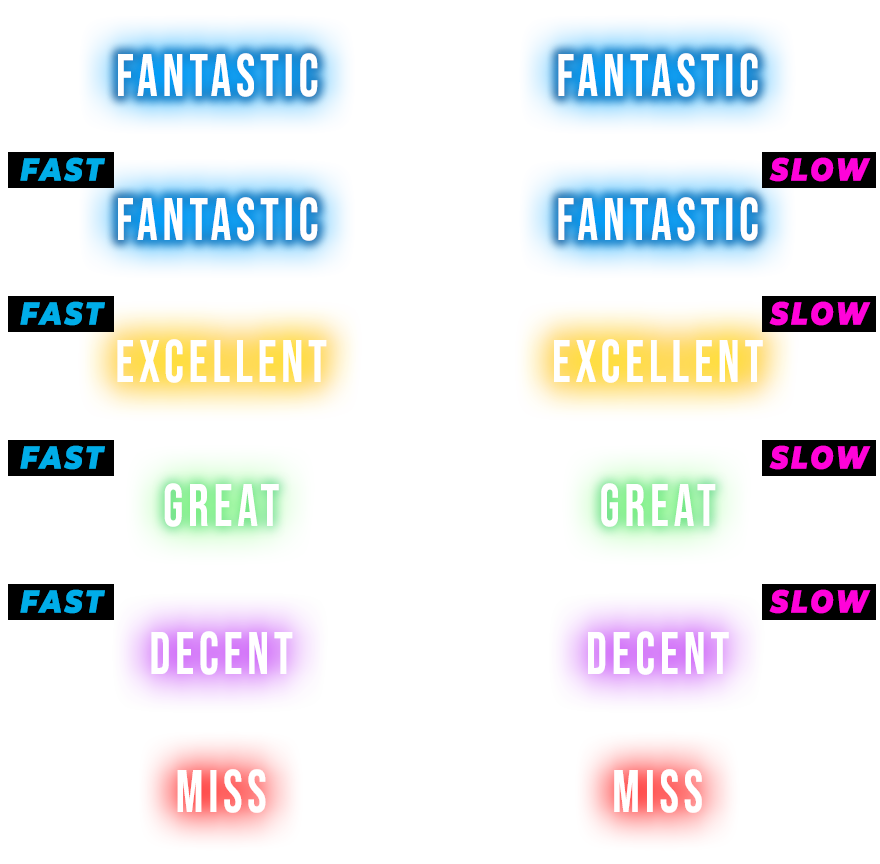 FANTASTIC FANTASTIC
FAST SLOW
FANTASTIC FANTASTIC
FAST SLOW
EXCELLENT EXCELLENT
FAST SLOW
GREAT GREAT
FAST SLOW
DECENT DECENT
MISS MISS